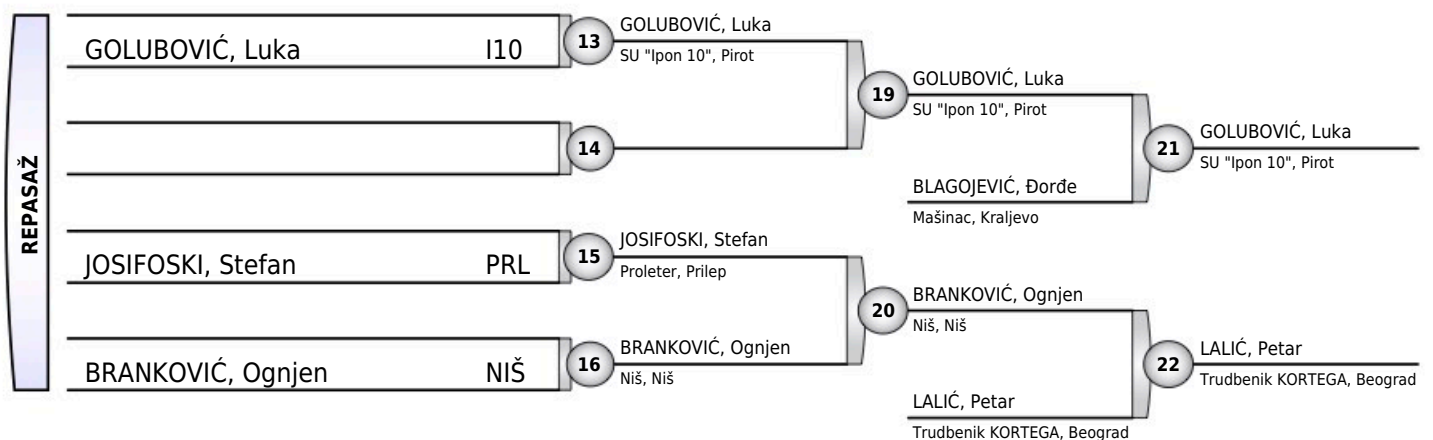 REPASAŽ
GOLUBOVIĆ, Luka I10
13
GOLUBOVIĆ, Luka
SU "Ipon 10", Pirot
14
19
GOLUBOVIĆ, Luka
SU "Ipon 10", Pirot
BLAGOJEVIĆ, Đorđe
Mašinac, Kraljevo
21
GOLUBOVIĆ, Luka
SU "Ipon 10", Pirot
JOSIFOSKI, Stefan PRL
15
JOSIFOSKI, Stefan
Proleter, Prilep
BRANKOVIĆ, Ognjen NIŠ
16
BRANKOVIĆ, Ognjen
Niš, Niš
20
BRANKOVIĆ, Ognjen
Niš, Niš
LALIĆ, Petar
Trudbenik KORTEGA, Beograd
22
LALIĆ, Petar
Trudbenik KORTEGA, Beograd